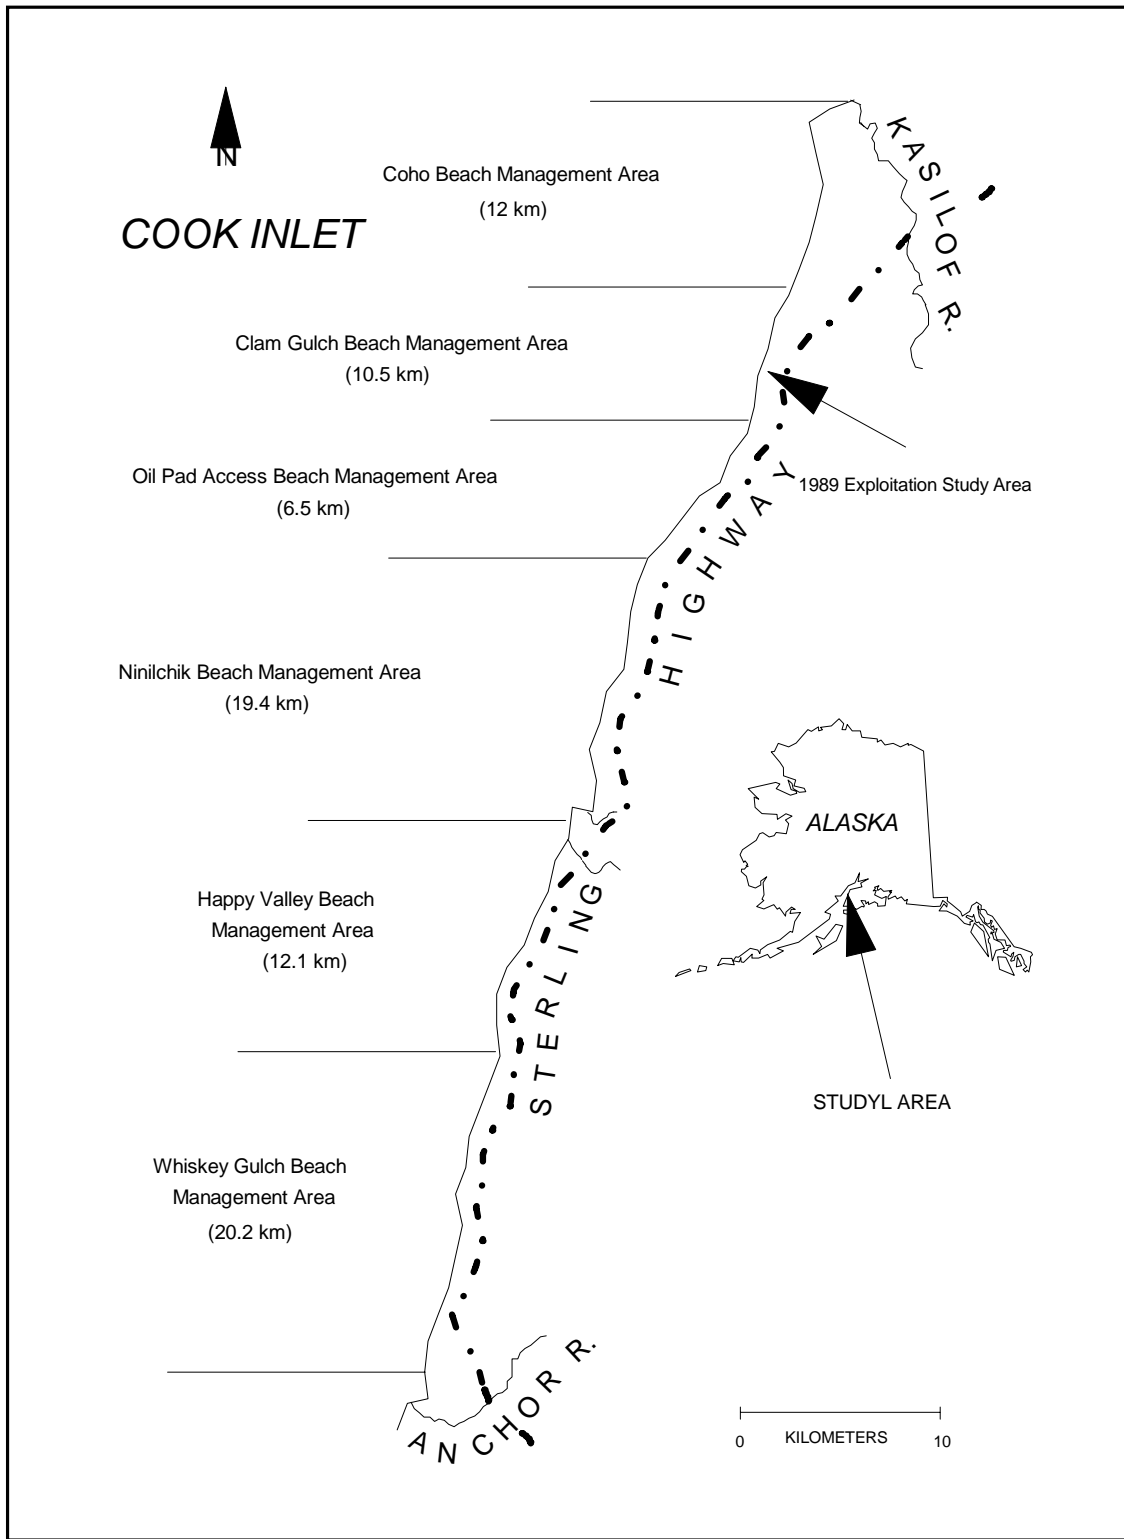 N
COOK INLET
Coho Beach Management Area
(12 km)
KASILOF R.
Clam Gulch Beach Management Area
(10.5 km)
Oil Pad Access Beach Management Area
(6.5 km)
1989 Exploitation Study Area
Ninilchik Beach Management Area
(19.4 km)
STERLING HIGHWAY
ALASKA
Happy Valley Beach
Management Area
(12.1 km)
STUDYL AREA
Whiskey Gulch Beach
Management Area
(20.2 km)
ANCHOR R.
0 KILOMETERS 10